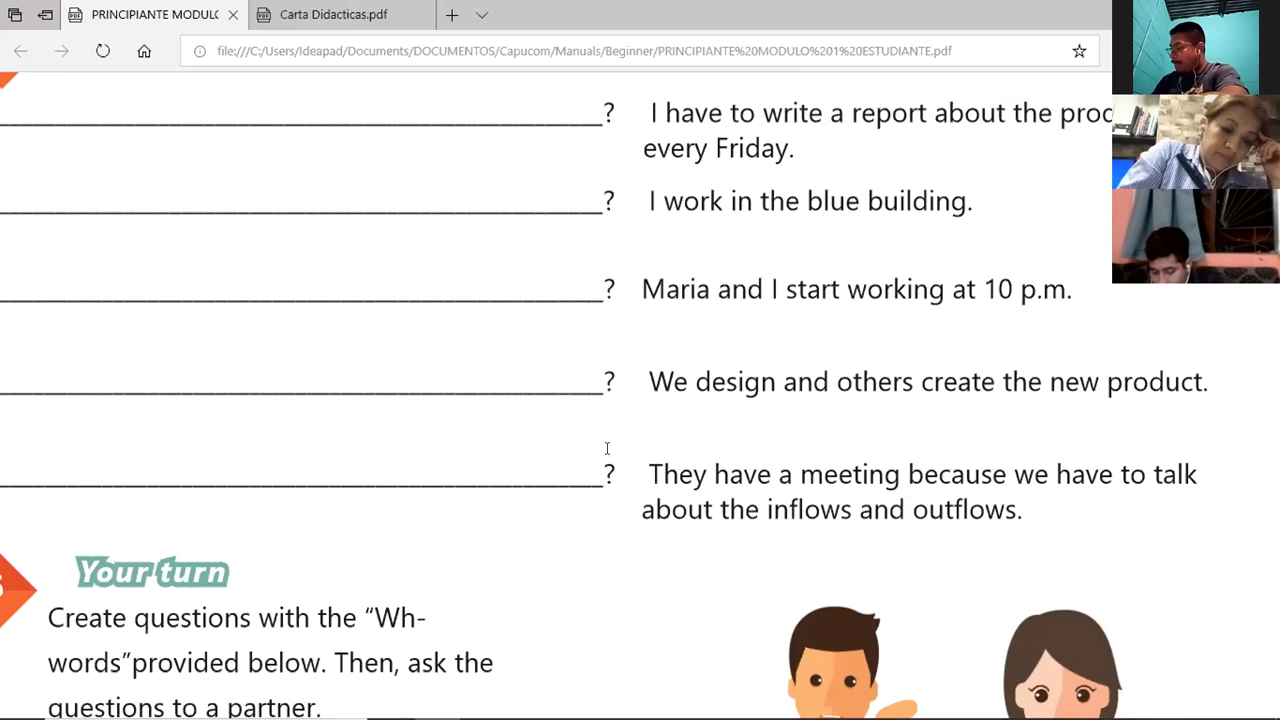 PRINCIPIANTE MODULO
Carta Didacticas.pdf
file:///C:/Users/Ideapad/Documents/DOCUMENTOS/Capucom/Manuals/Beginner/PRINCIPIANTE%20MODULO%201%20ESTUDIANTE.pdf
? I have to write a report about the
every Friday.
? I work in the blue building.
? Maria and I start working at 10 p.m.
? We design and others create the new product.
? They have a meeting because we have to talk
about the inflows and outflows.
Your turn
Create questions with the “Wh-
words”provided below. Then, ask the
questions to a partner.